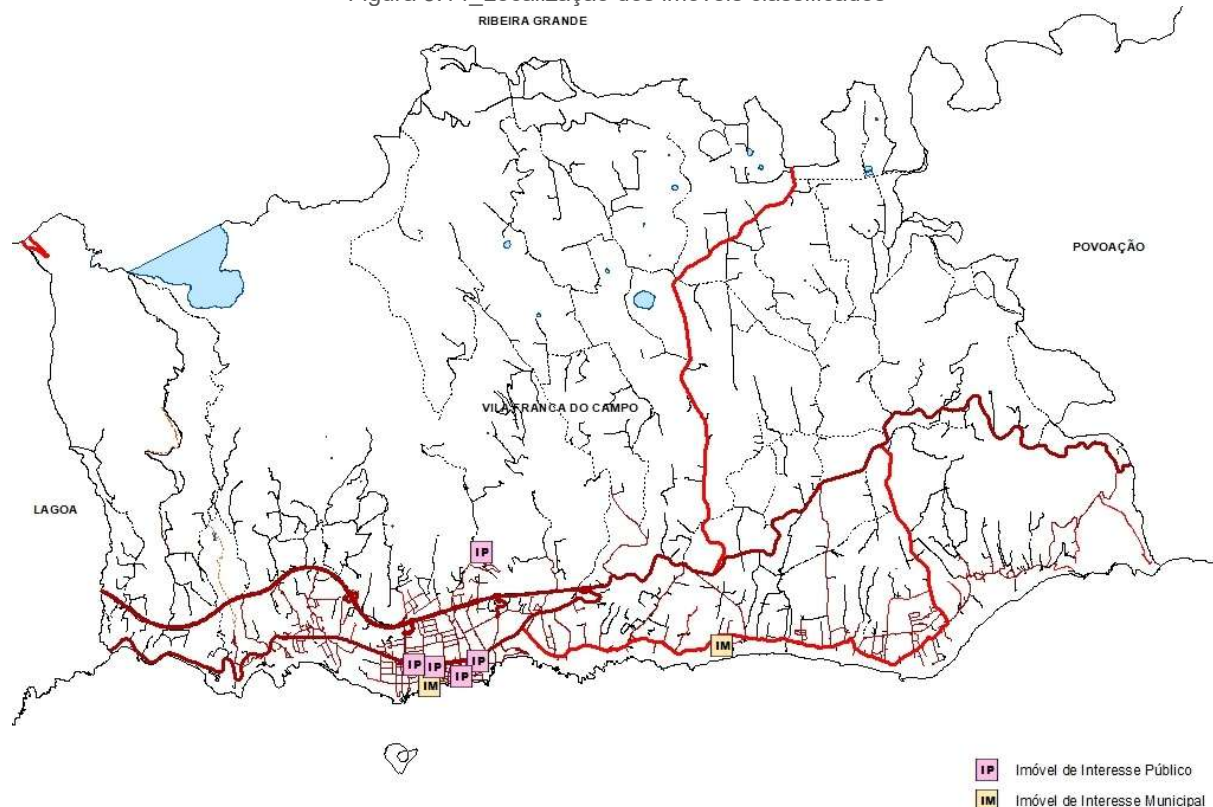 RIBEIRA GRANDE
POVOAÇÃO
VILA FRANCA DO CAMPO
LAGOA
IP
IP
IP
IP
IP
IM
IM
IP Imóvel de Interesse Público
IM Imóvel de Interesse Municipal